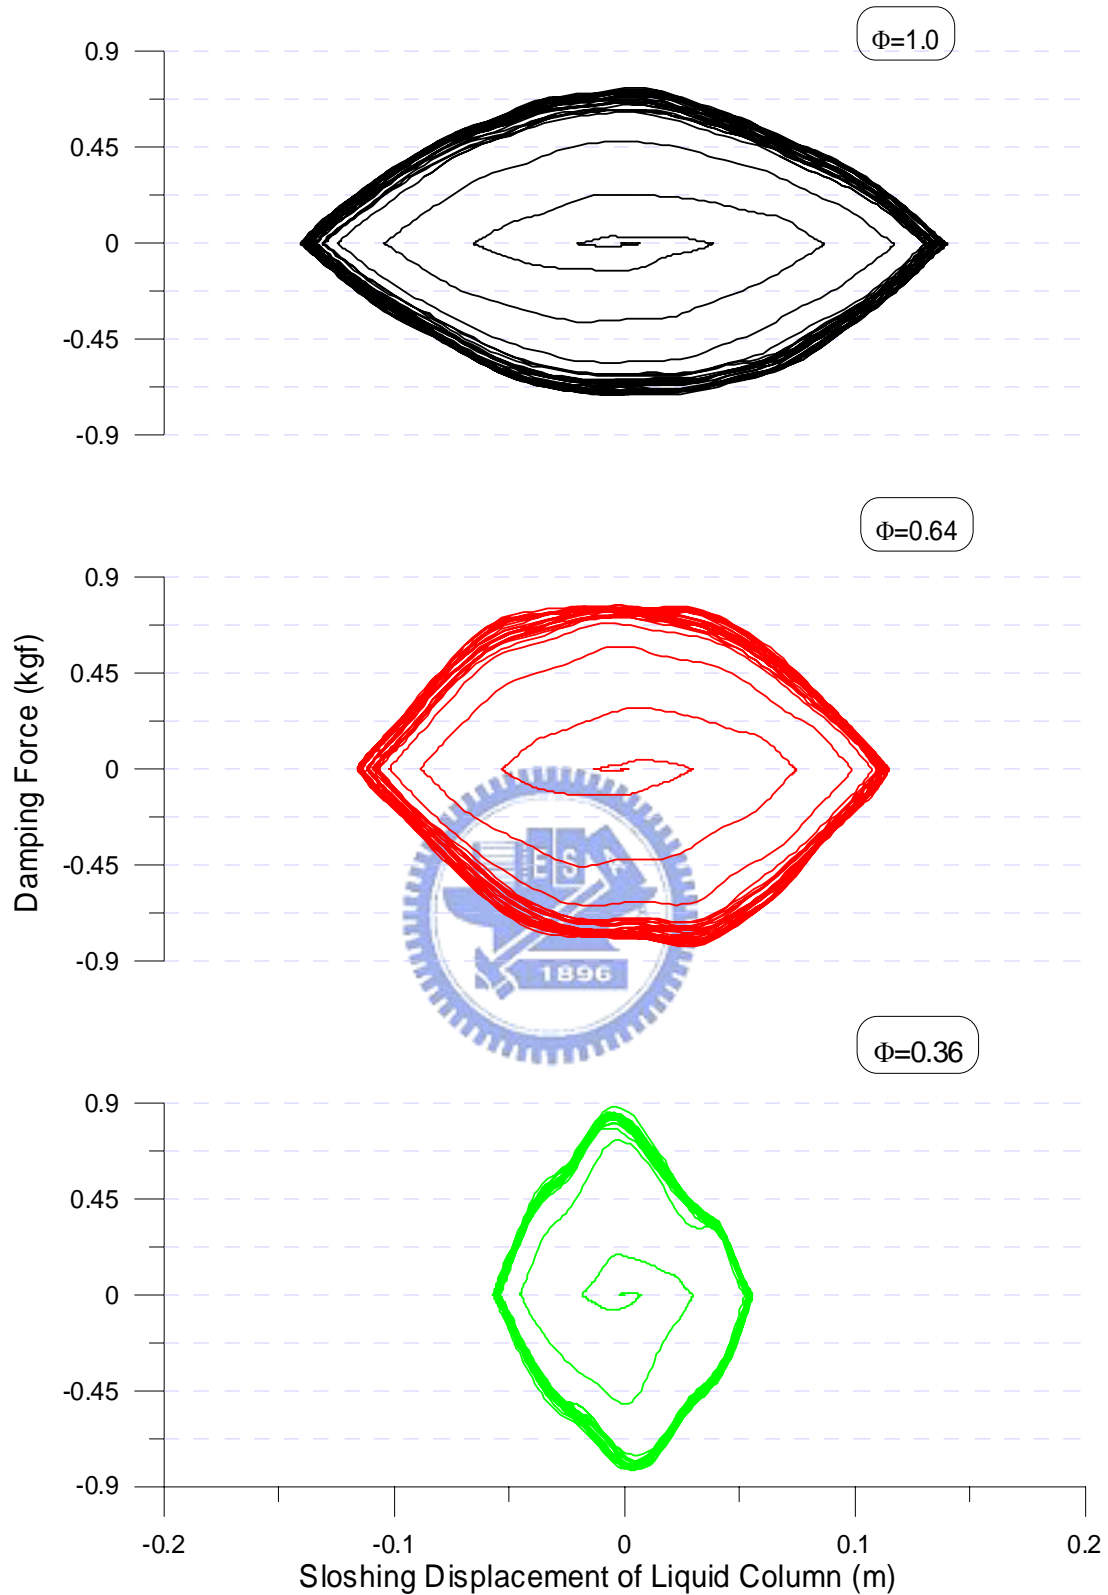 Φ=1.0
0.9
0.45
0
-0.45
-0.9
Φ=0.64
0.9
0.45
0
-0.45
-0.9
Damping Force (kgf)
E S
1896
Φ=0.36
0.9
0.45
0
-0.45
-0.9
-0.2 -0.1 0 0.1 0.2
Sloshing Displacement of Liquid Column (m)